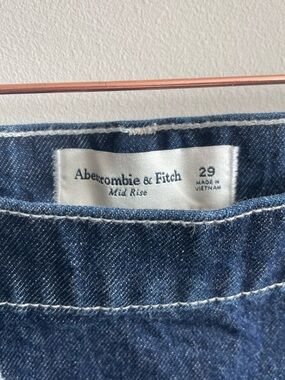 Abercrombie & Fitch
Mid Rise
29
MADE IN
VIETNAM